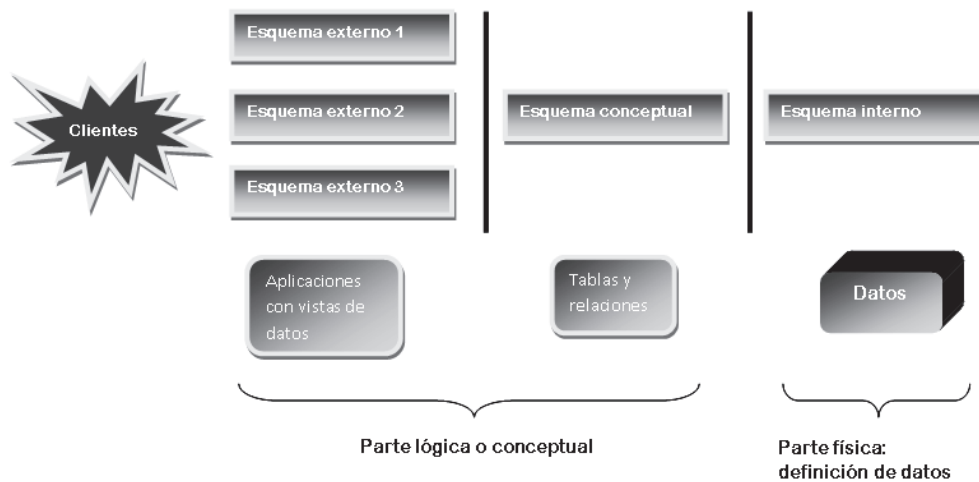 Esquema externo 1
Clientes
Esquema externo 2
Esquema conceptual
Esquema interno
Esquema externo 3
Aplicaciones
con vistas de
datos
Tablas y
relaciones
Datos
Parte lógica o conceptual
Parte física:
definición de datos